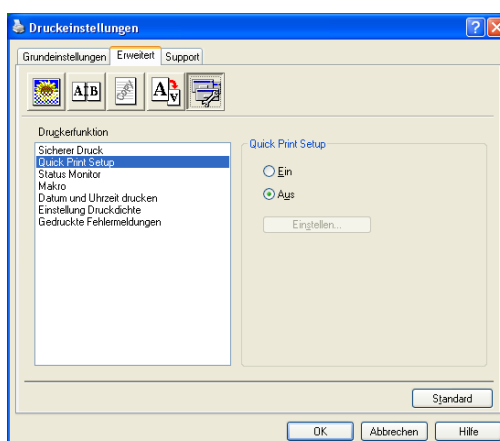 Druckeinstellungen
Grundeinstellungen Erweitert Support
A B
A A
Druckerfunktion
Sicherer Druck
Quick Print Setup
Status Monitor
Makro
Datum und Uhrzeit drucken
Einstellung Druckdichte
Gedruckte Fehlermeldungen
Quick Print Setup
Ein
Aus
Einstellen...
Standard
OK Abbrechen Hilfe